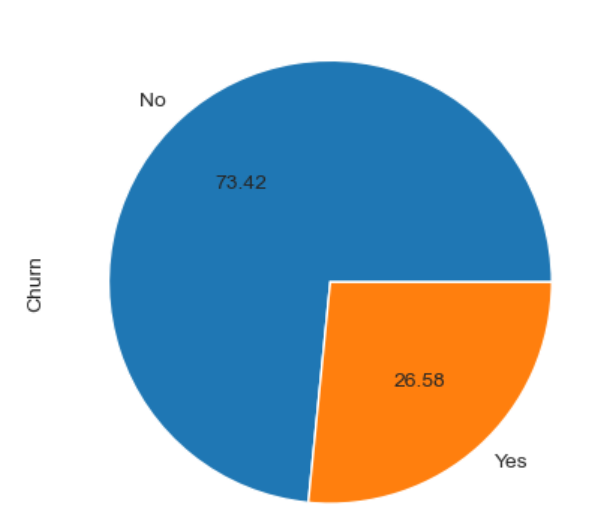 No
73.42
Churn
26.58
Yes